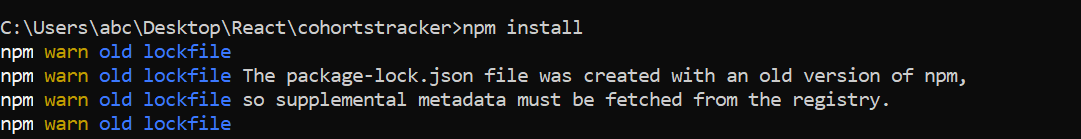 C:\Users\abc\Desktop\React\cohortstracker>npm install
npm warn old lockfile
npm warn old lockfile The package-lock.json file was created with an old version of npm,
npm warn old lockfile so supplemental metadata must be fetched from the registry.
npm warn old lockfile